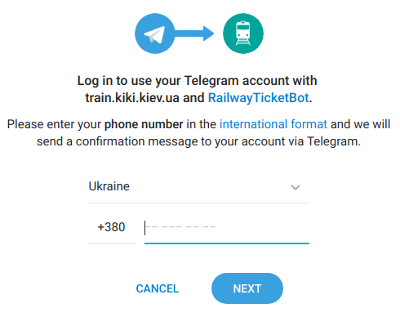 Log in to use your Telegram account with
train.kiki.kiev.ua and RailwayTicketBot.
Please enter your phone number in the international format and we will
send a confirmation message to your account via Telegram.
Ukraine
+380 -- --- -- --
CANCEL NEXT